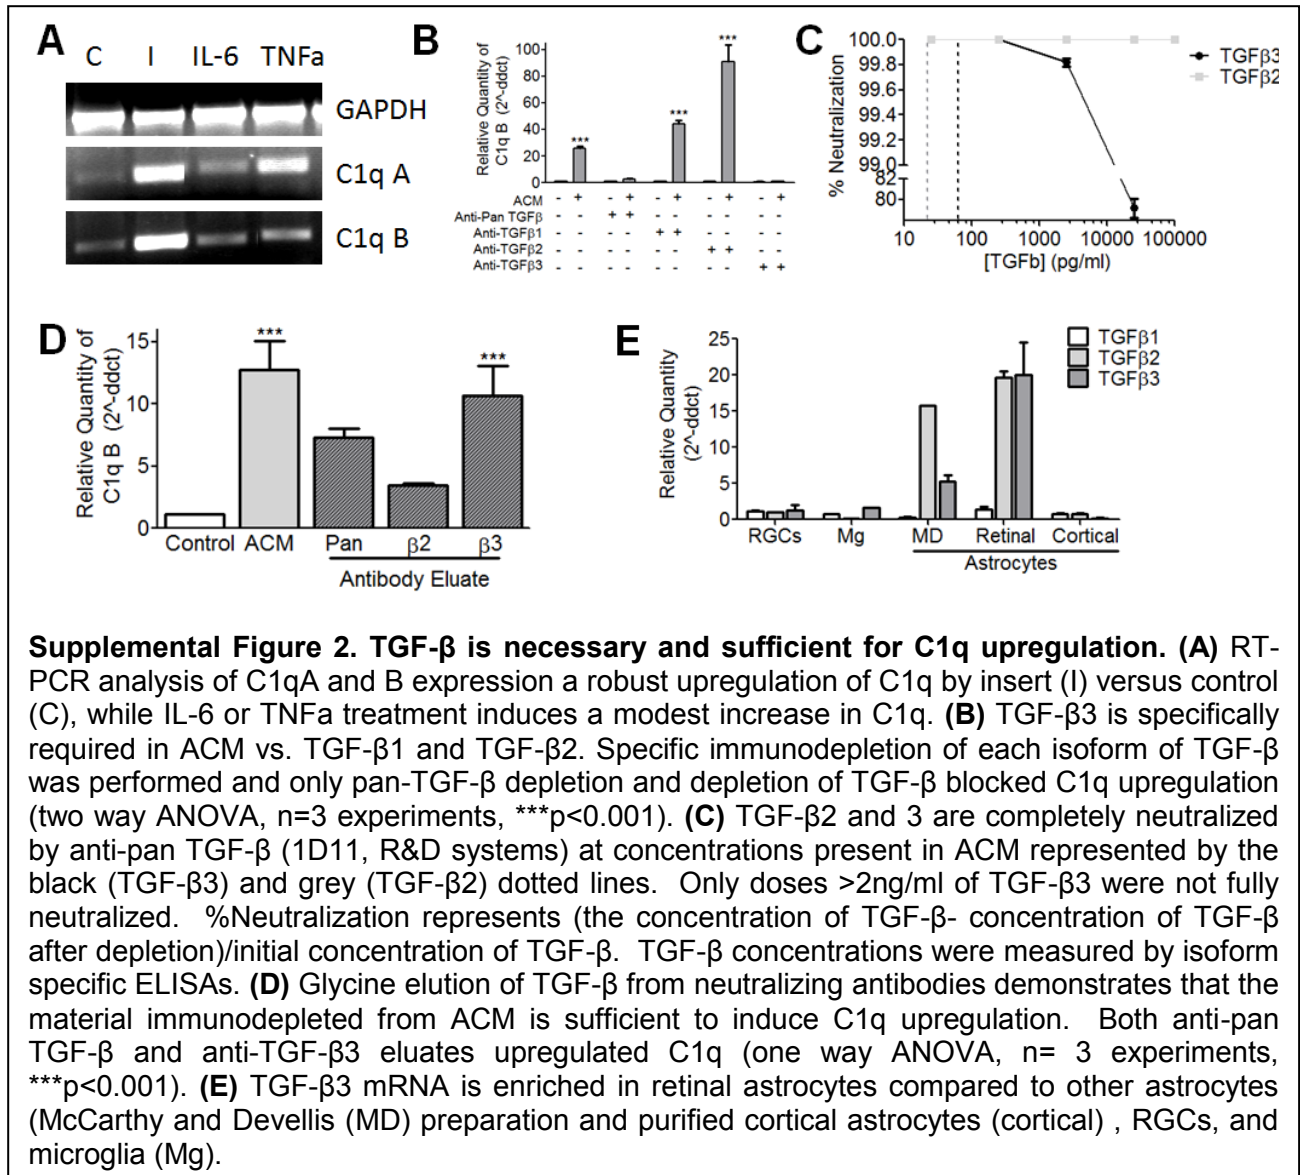 A
C I IL-6 TNFa
GAPDH
C1q A
C1q B
B
Relative Quantity of
C1q B (2^-ddct)
100
80
60
40
20
0
*** *** ***
ACM - + - + - + - + - +
Anti-Pan TGFβ - - + + - - - - - -
Anti-TGFβ1 - - - - + + - - - -
Anti-TGFβ2 - - - - - - + + - -
Anti-TGFβ3 - - - - - - - - + +
C
% Neutralization
100.0
99.8
99.6
99.4
99.2
99.0
82
80
10 100 1000 10000 100000
[TGFb] (pg/ml)
TGFβ3
TGFβ2
D
Relative Quantity of
C1q B (2^-ddct)
15
10
5
0
*** ***
Control ACM Pan β2 β3
Antibody Eluate
E
Relative Quantity
(2^-ddct)
25
20
15
10
5
0
TGFβ1
TGFβ2
TGFβ3
RGCs Mg MD Retinal Cortical
Astrocytes
Supplemental Figure 2. TGF-β is necessary and sufficient for C1q upregulation. (A) RT-
PCR analysis of C1qA and B expression a robust upregulation of C1q by insert (I) versus control
(C), while IL-6 or TNFa treatment induces a modest increase in C1q. (B) TGF-β3 is specifically
required in ACM vs. TGF-β1 and TGF-β2. Specific immunodepletion of each isoform of TGF-β
was performed and only pan-TGF-β depletion and depletion of TGF-β blocked C1q upregulation
(two way ANOVA, n=3 experiments, ***p<0.001). (C) TGF-β2 and 3 are completely neutralized
by anti-pan TGF-β (1D11, R&D systems) at concentrations present in ACM represented by the
black (TGF-β3) and grey (TGF-β2) dotted lines. Only doses >2ng/ml of TGF-β3 were not fully
neutralized. %Neutralization represents (the concentration of TGF-β- concentration of TGF-β
after depletion)/initial concentration of TGF-β. TGF-β concentrations were measured by isoform
specific ELISAs. (D) Glycine elution of TGF-β from neutralizing antibodies demonstrates that the
material immunodepleted from ACM is sufficient to induce C1q upregulation. Both anti-pan
TGF-β and anti-TGF-β3 eluates upregulated C1q (one way ANOVA, n= 3 experiments,
***p<0.001). (E) TGF-β3 mRNA is enriched in retinal astrocytes compared to other astrocytes
(McCarthy and Devellis (MD) preparation and purified cortical astrocytes (cortical) , RGCs, and
microglia (Mg).